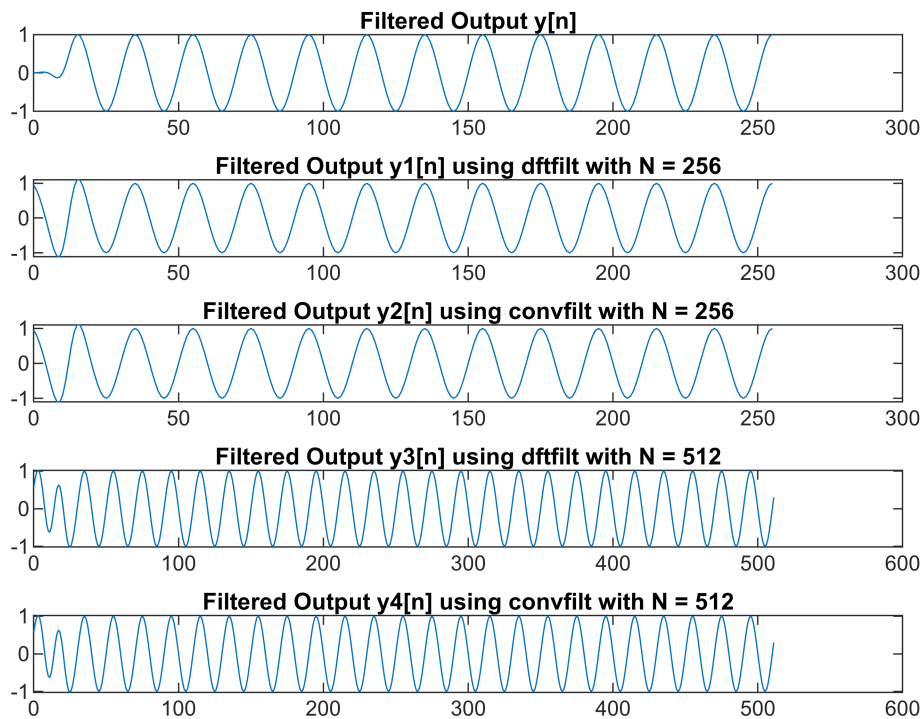 Filtered Output y[n]
1
0
-1
0 50 100 150 200 250 300
Filtered Output y1[n] using dftfilt with N = 256
1
0
-1
0 50 100 150 200 250 300
Filtered Output y2[n] using convfilt with N = 256
1
0
-1
0 50 100 150 200 250 300
Filtered Output y3[n] using dftfilt with N = 512
1
0
-1
0 100 200 300 400 500 600
Filtered Output y4[n] using convfilt with N = 512
1
0
-1
0 100 200 300 400 500 600